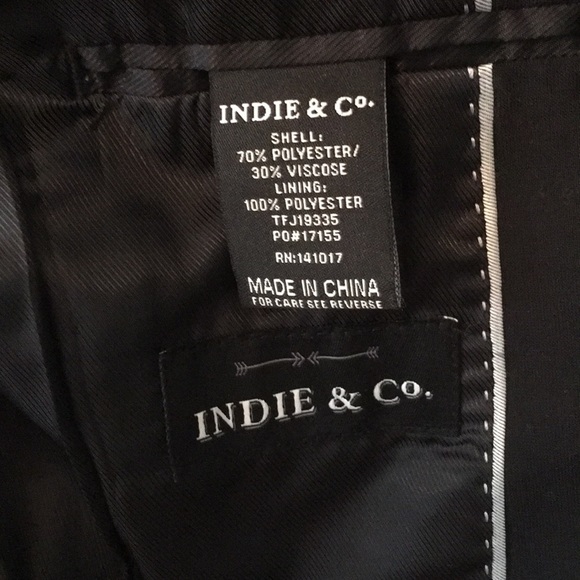 INDIE & Co.
SHELL:
70% POLYESTER/
30% VISCOSE
LINING:
100% POLYESTER
TFJ19335
PO#17155
RN:141017
MADE IN CHINA
FOR CARE SEE REVERSE
INDIE & Co.